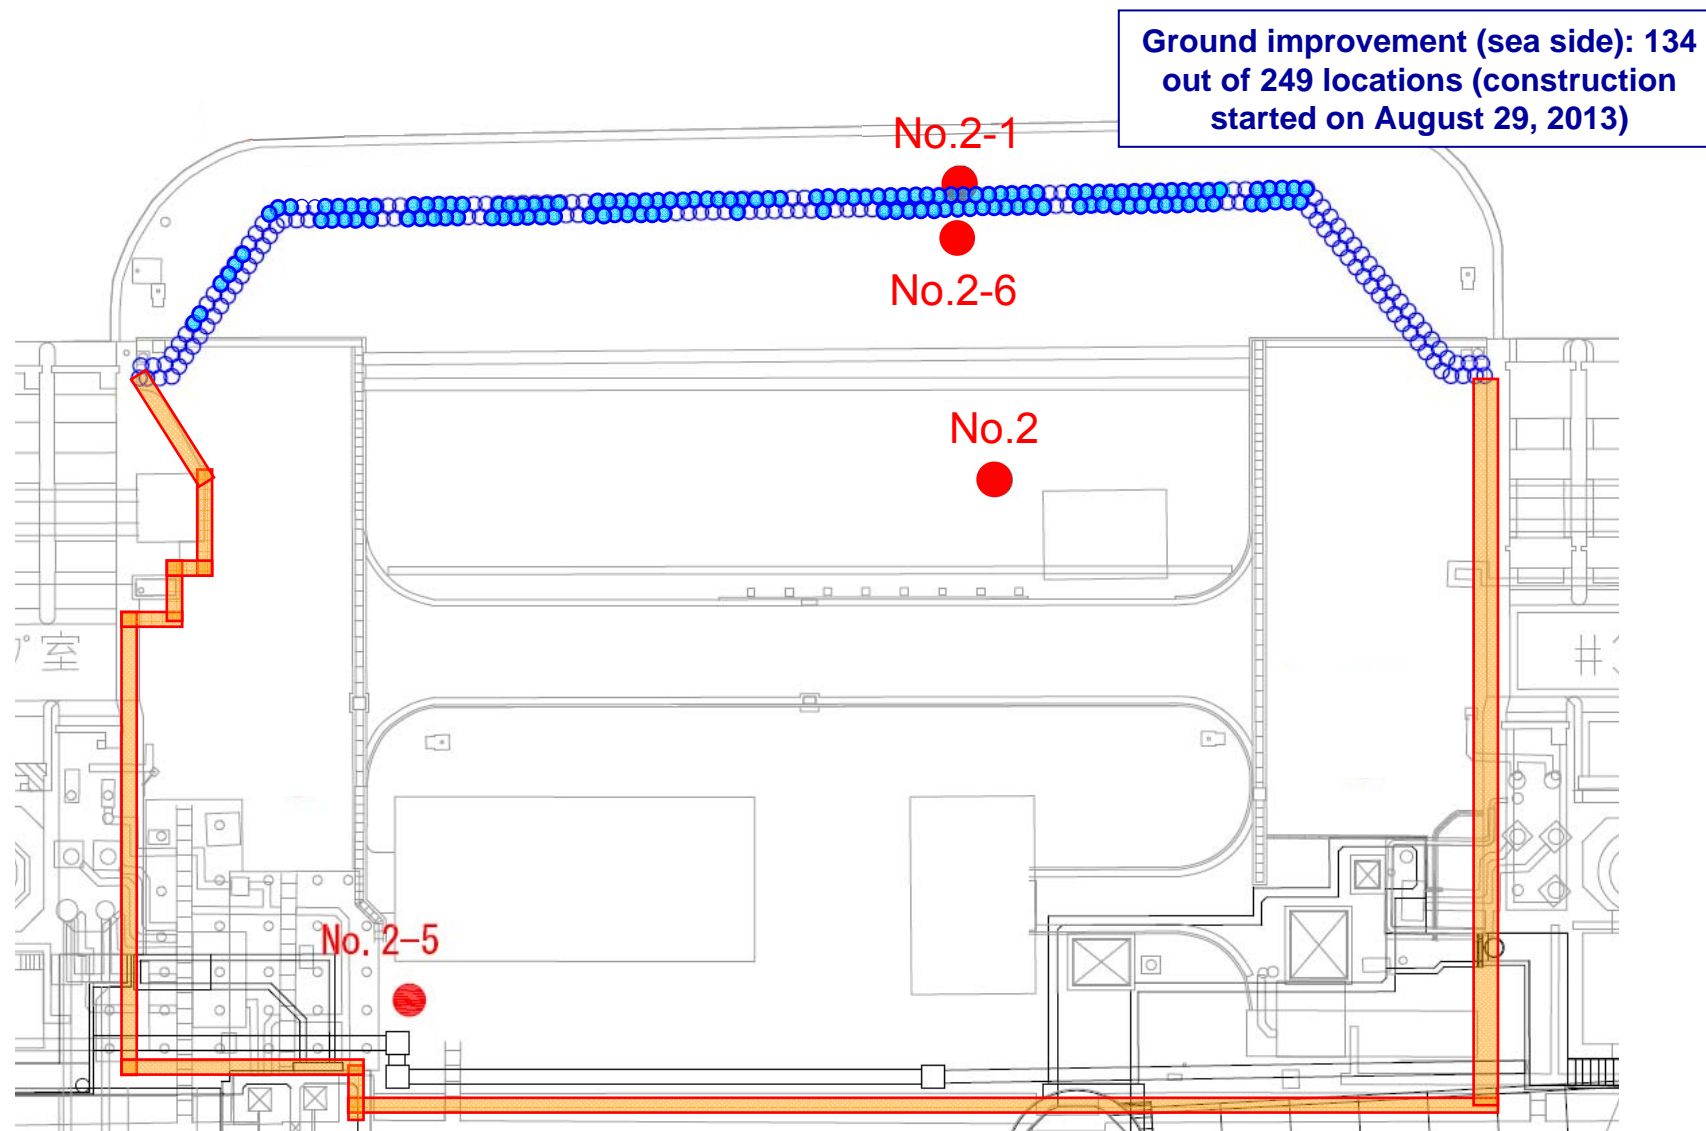 Ground improvement (sea side): 134
out of 249 locations (construction
started on August 29, 2013)
No.2-1
No.2-6
No.2
室
No. 2-5